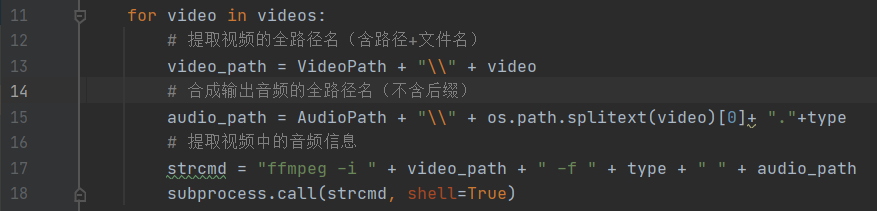 11 for video in videos:
12 # 提取视频的全路径名（含路径+文件名）
13 video_path = VideoPath + "\\" + video
14 # 合成输出音频的全路径名（不含后缀）
15 audio_path = AudioPath + "\\" + os.path.splitext(video)[0]+ "."+type
16 # 提取视频中的音频信息
17 strcmd = "ffmpeg -i " + video_path + " -f " + type + " " + audio_path
18 subprocess.call(strcmd, shell=True)